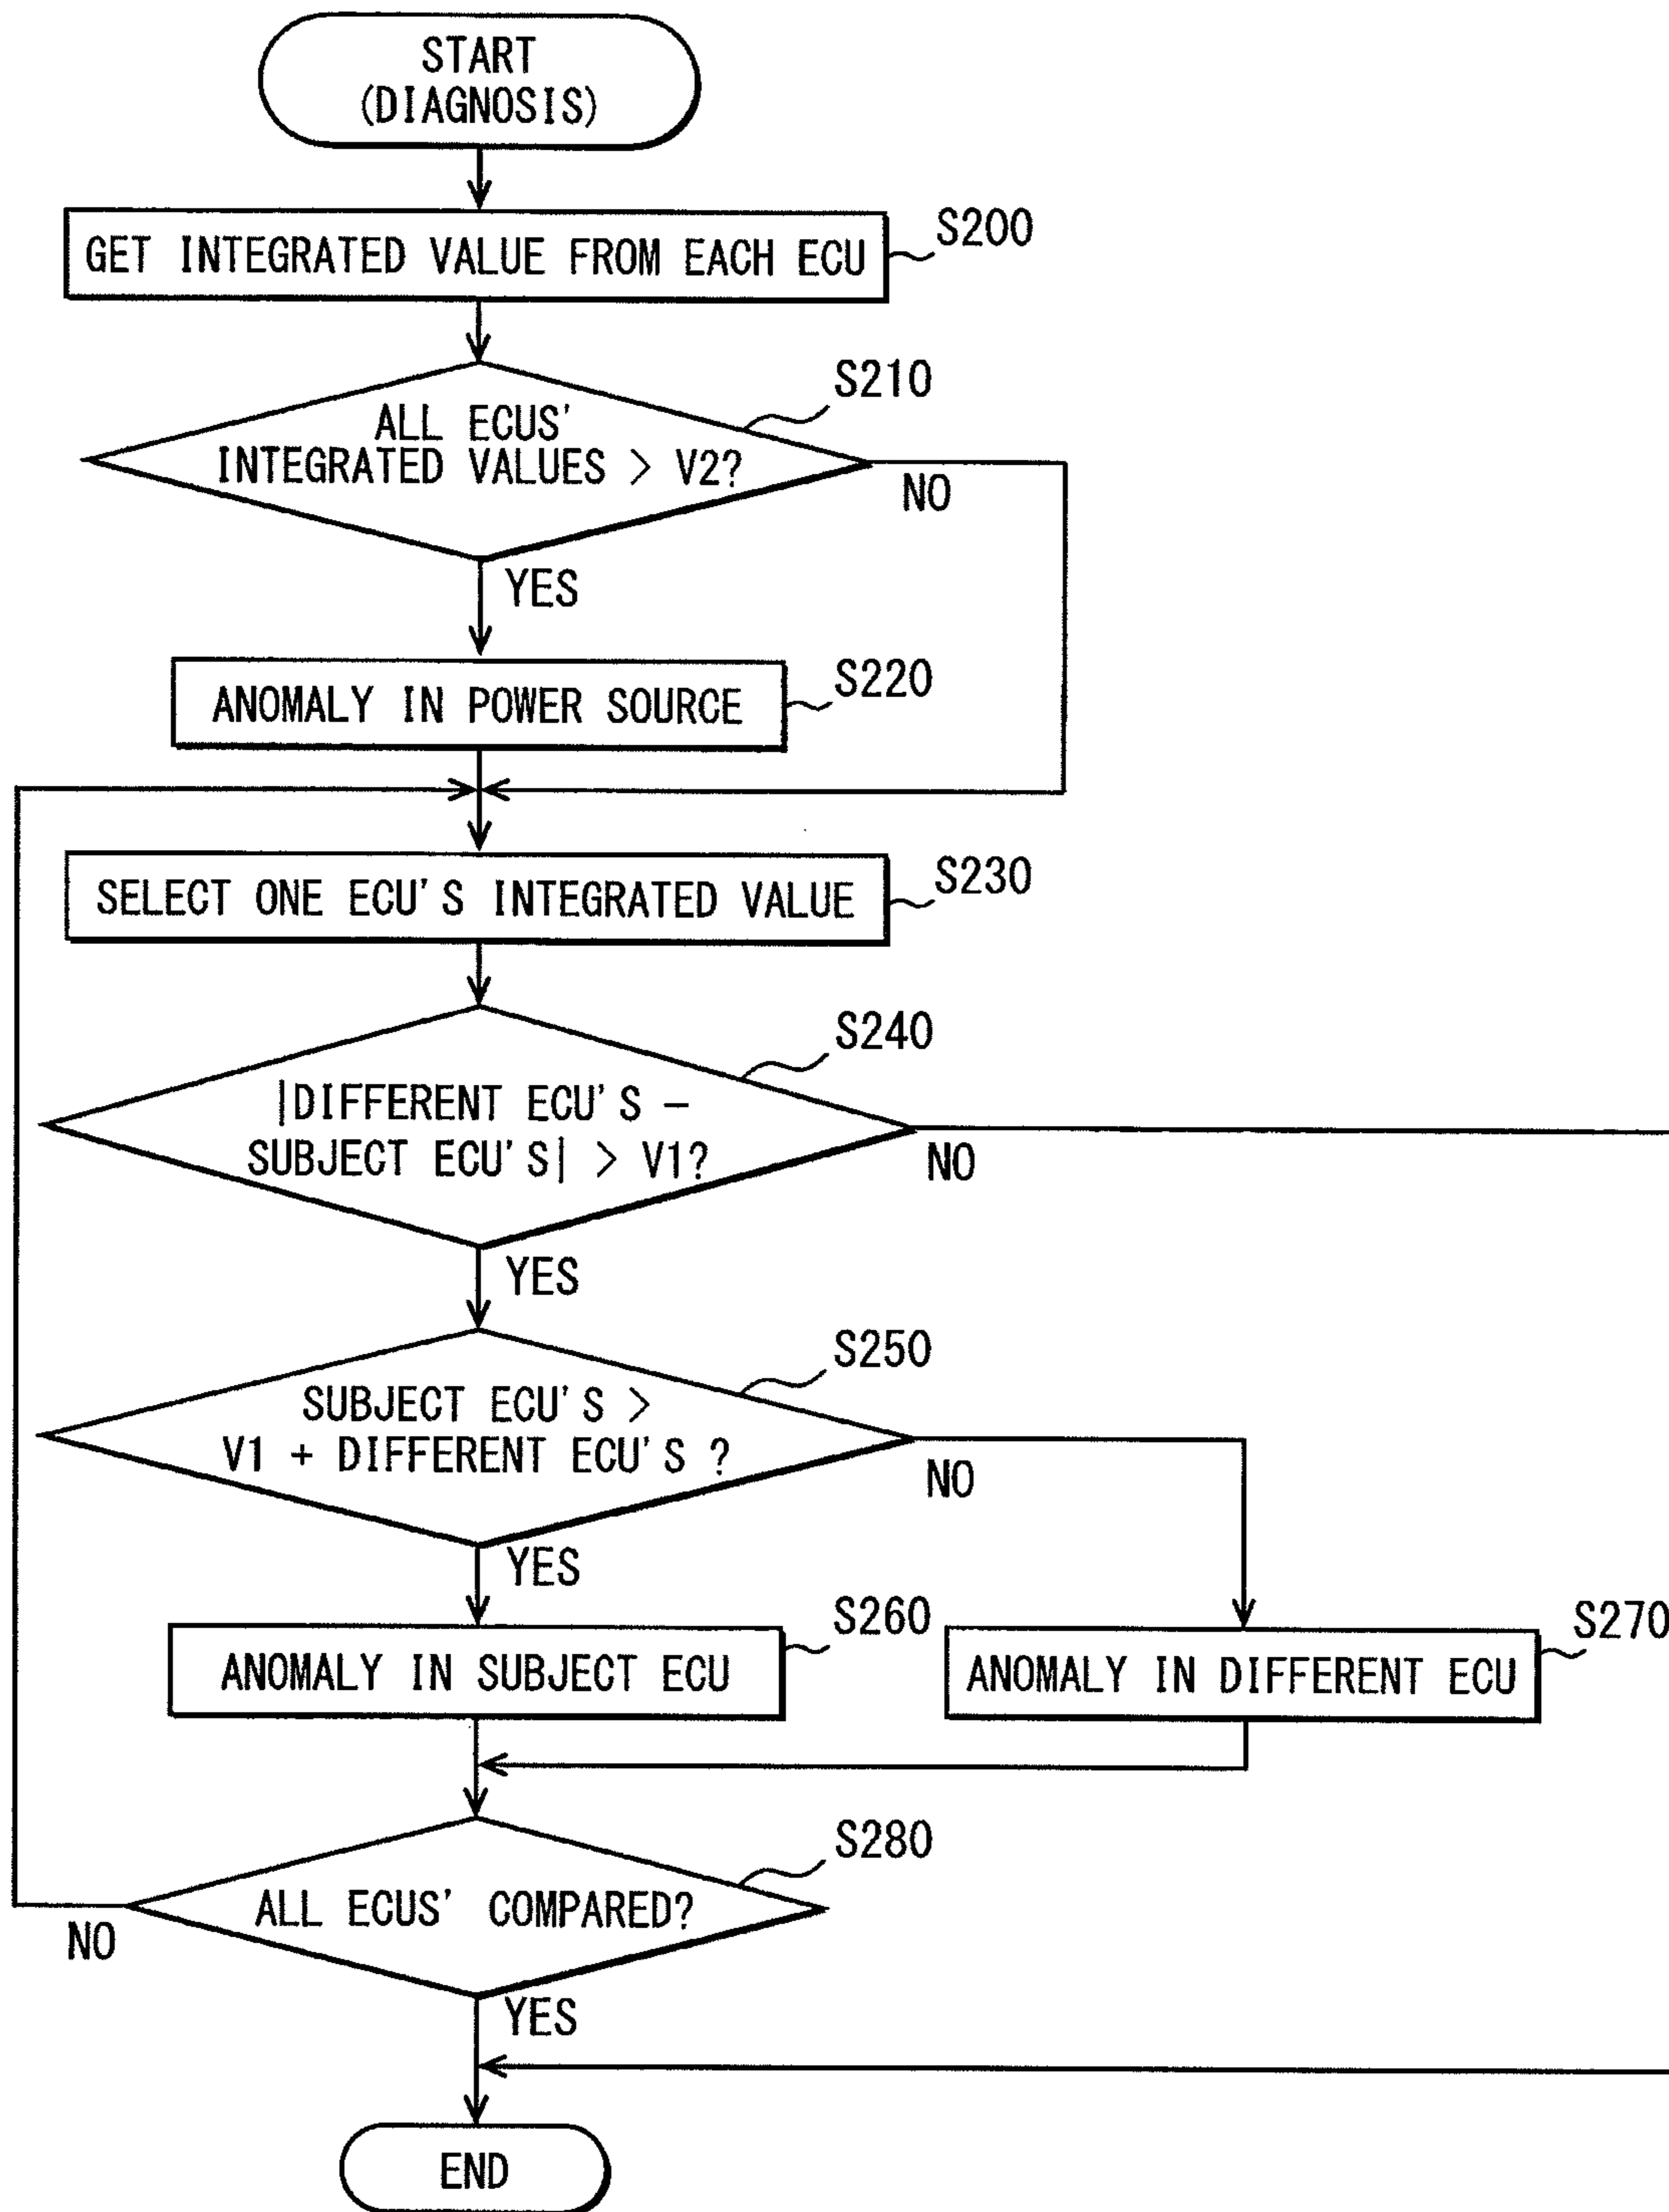 START
(DIAGNOSIS)
GET INTEGRATED VALUE FROM EACH ECU
S200
S210
ALL ECUS'
INTEGRATED VALUES > V2?
NO
YES
ANOMALY IN POWER SOURCE
S220
SELECT ONE ECU'S INTEGRATED VALUE
S230
S240
|DIFFERENT ECU'S −
SUBJECT ECU'S| > V1?
NO
YES
S250
SUBJECT ECU'S >
V1 + DIFFERENT ECU'S ?
NO
YES
S260
ANOMALY IN SUBJECT ECU
S270
ANOMALY IN DIFFERENT ECU
S280
ALL ECUS' COMPARED?
NO
YES
END